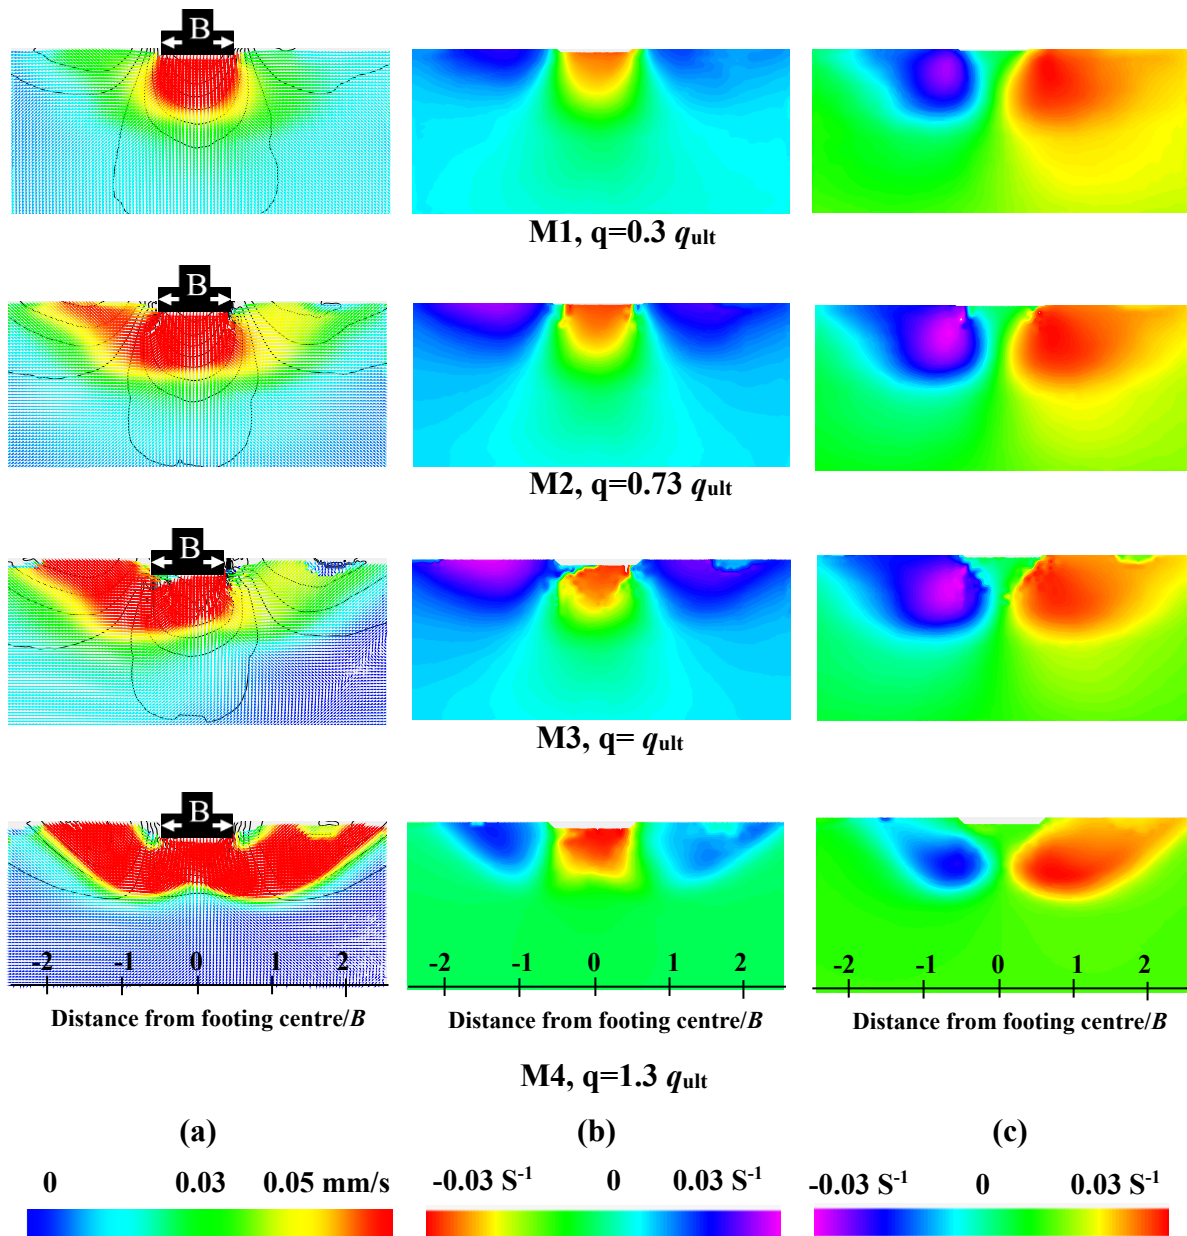 B
M1, q=0.3 qult
B
M2, q=0.73 qult
B
M3, q= qult
B
-2 -1 0 1 2
-2 -1 0 1 2
-2 -1 0 1 2
Distance from footing centre/B
Distance from footing centre/B
Distance from footing centre/B
M4, q=1.3 qult
(a) (b) (c)
0 0.03 0.05 mm/s
-0.03 S-1 0 0.03 S-1
-0.03 S-1 0 0.03 S-1